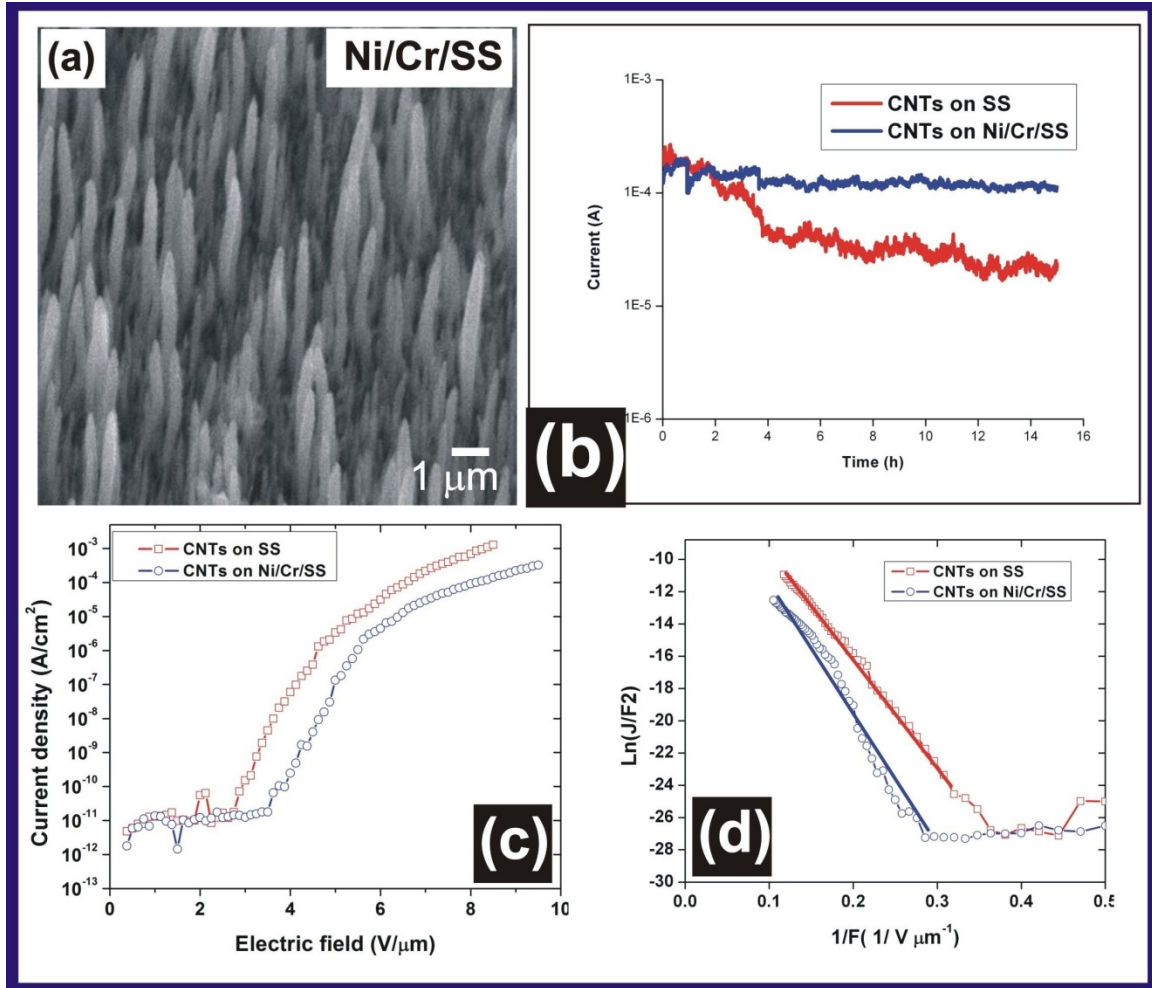 (a)
Ni/Cr/SS
1 μm
(b)
1E-3
1E-4
1E-5
1E-6
Current (A)
CNTs on SS
CNTs on Ni/Cr/SS
0 2 4 6 8 10 12 14 16
Time (h)
(c)
10⁻³
10⁻⁴
10⁻⁵
10⁻⁶
10⁻⁷
10⁻⁸
10⁻⁹
10⁻¹⁰
10⁻¹¹
10⁻¹²
10⁻¹³
Current density (A/cm²)
CNTs on SS
CNTs on Ni/Cr/SS
0 2 4 6 8 10
Electric field (V/μm)
(d)
-10
-12
-14
-16
-18
-20
-22
-24
-26
-28
-30
Ln(J/F2)
CNTs on SS
CNTs on Ni/Cr/SS
0.0 0.1 0.2 0.3 0.4 0.5
1/F( 1/ V μm⁻¹)